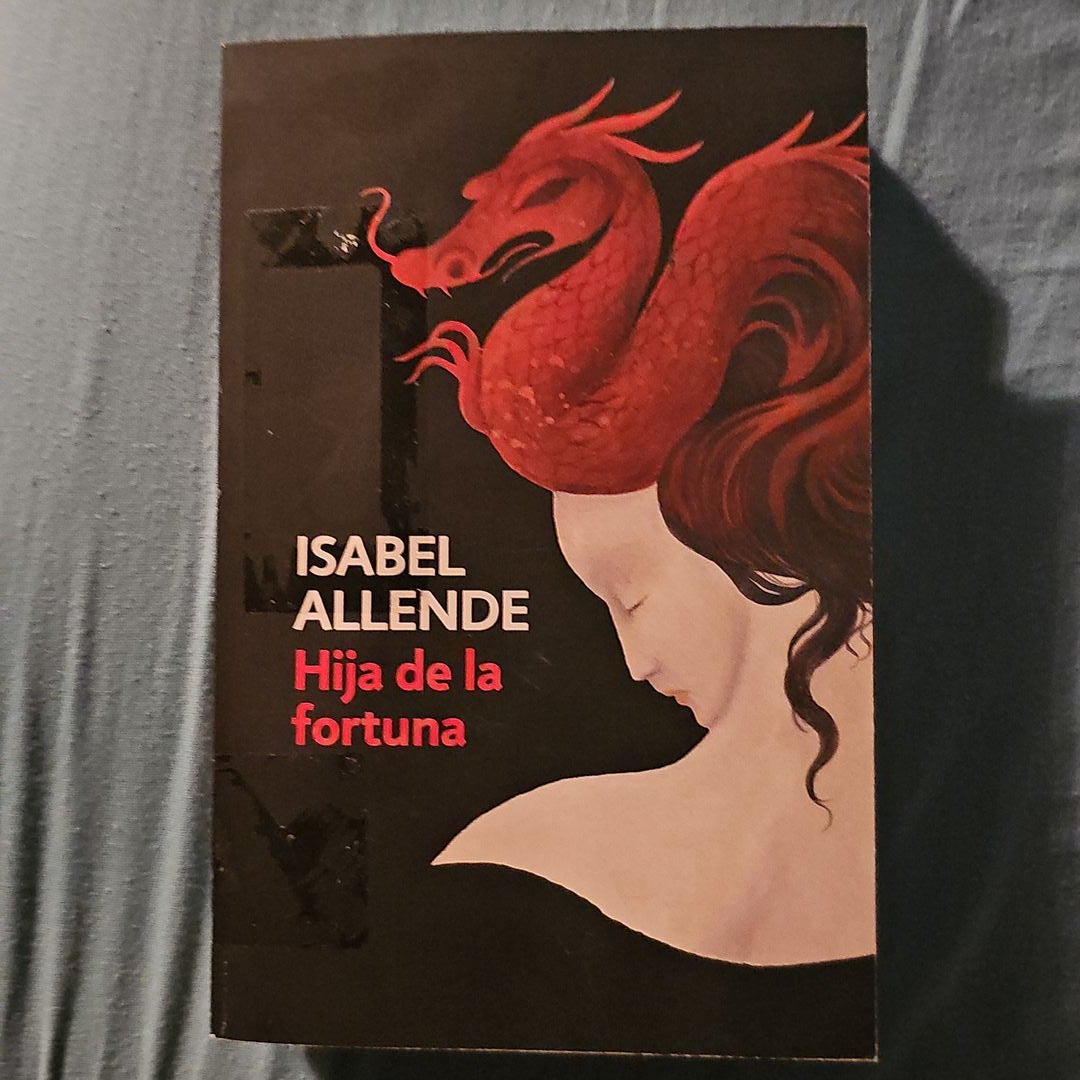 ISABEL
ALLENDE
Hija de la
fortuna